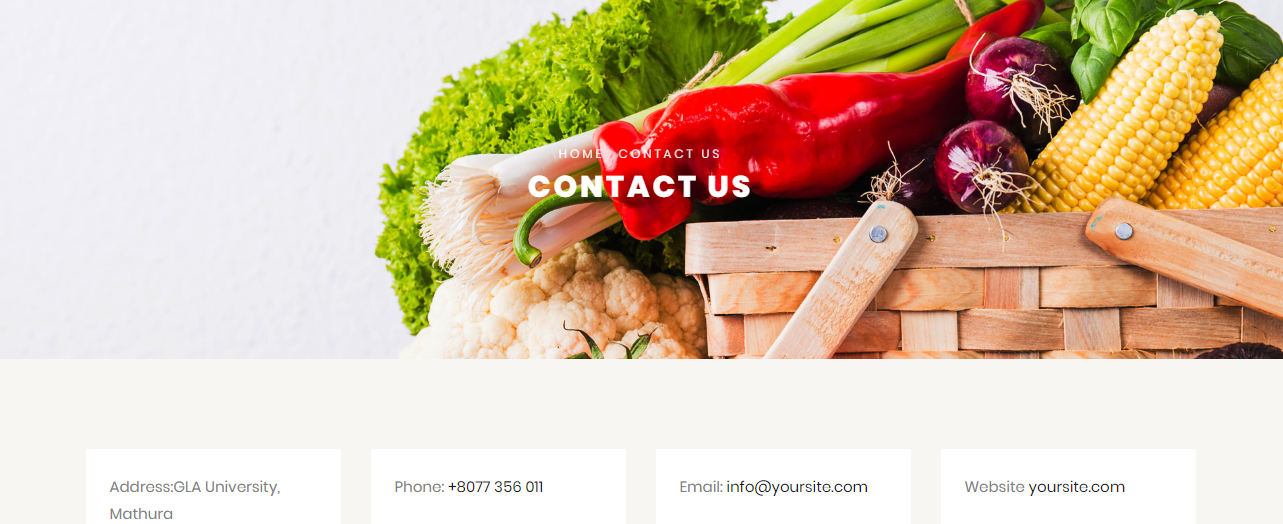 HOME CONTACT US
CONTACT US
Address:GLA University,
Mathura
Phone: +8077 356 011
Email: info@yoursite.com
Website yoursite.com